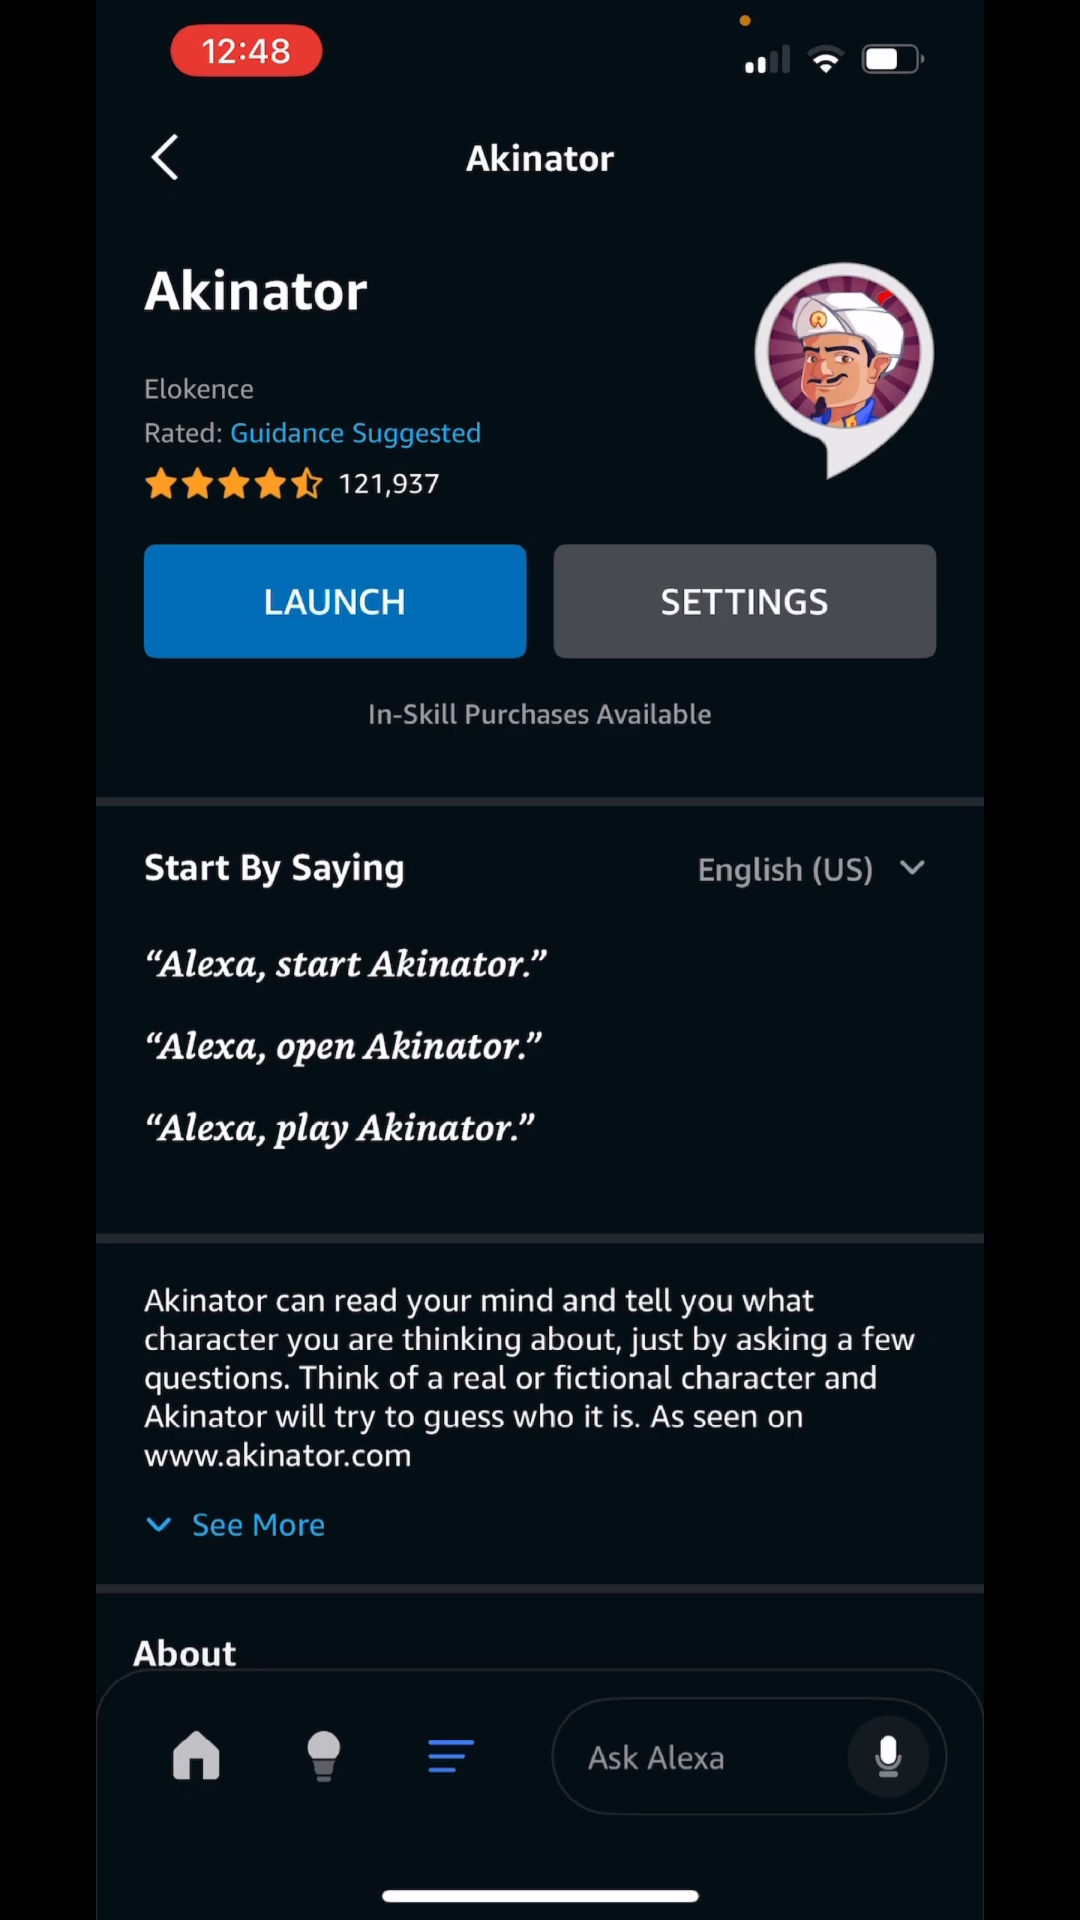 12:48
Akinator
Akinator
Elokence
Rated: Guidance Suggested
121,937
LAUNCH
SETTINGS
In-Skill Purchases Available
Start By Saying
English (US)
“Alexa, start Akinator.”
“Alexa, open Akinator.”
“Alexa, play Akinator.”
Akinator can read your mind and tell you what
character you are thinking about, just by asking a few
questions. Think of a real or fictional character and
Akinator will try to guess who it is. As seen on
www.akinator.com
See More
About
Ask Alexa